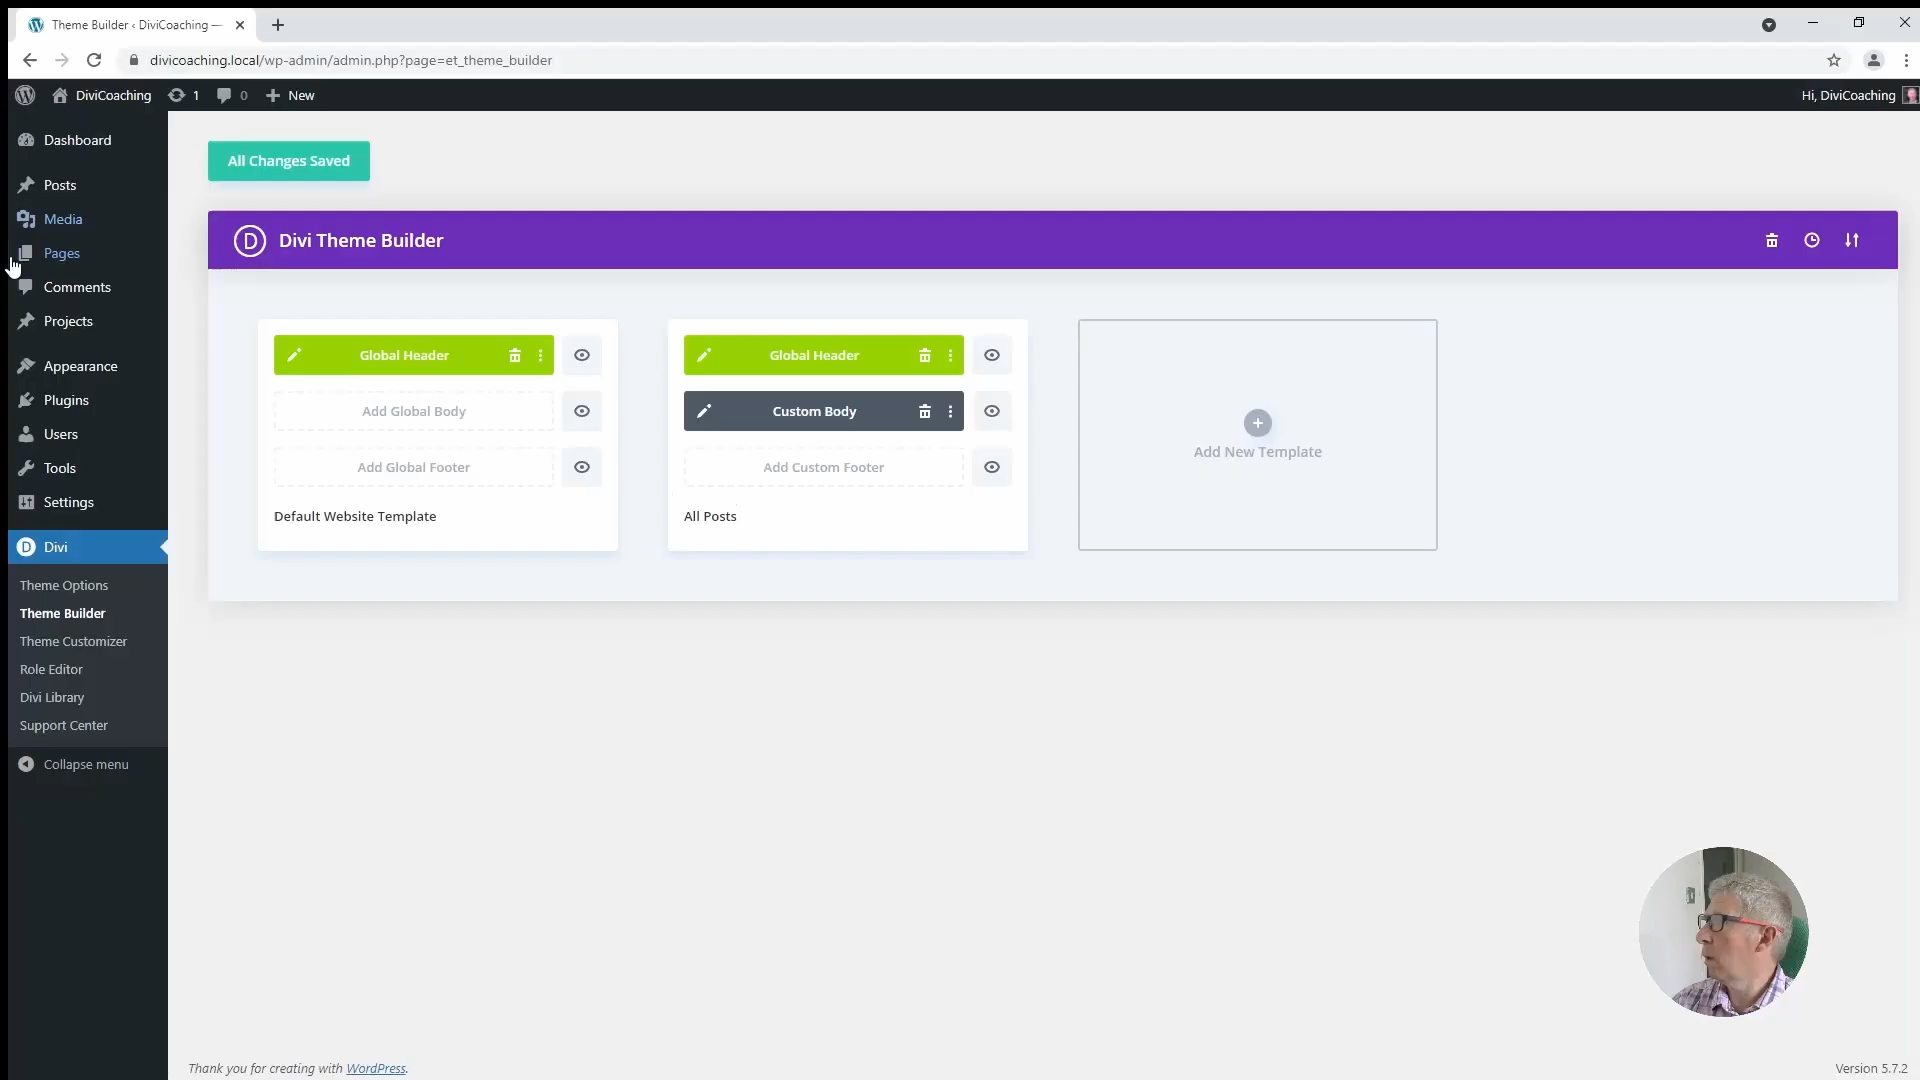 Theme Builder ‹ DiviCoaching —
divicoaching.local/wp-admin/admin.php?page=et_theme_builder
DiviCoaching 1 0 New
Hi, DiviCoaching
Dashboard
Posts
Media
Pages
Comments
Projects
Appearance
Plugins
Users
Tools
Settings
D Divi
Theme Options
Theme Builder
Theme Customizer
Role Editor
Divi Library
Support Center
Collapse menu
All Changes Saved
D Divi Theme Builder
Global Header
Add Global Body
Add Global Footer
Default Website Template
Global Header
Custom Body
Add Custom Footer
All Posts
Add New Template
Thank you for creating with WordPress.
Version 5.7.2